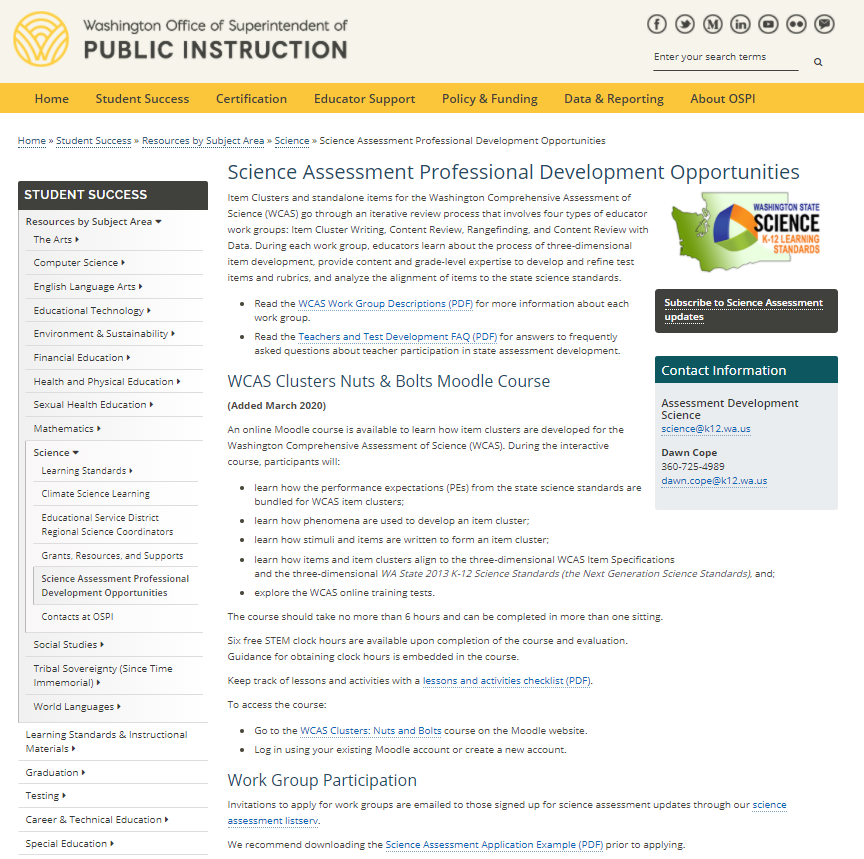 Washington Office of Superintendent of
PUBLIC INSTRUCTION
Enter your search terms
Home
Student Success
Certification
Educator Support
Policy & Funding
Data & Reporting
About OSPI
Home » Student Success » Resources by Subject Area » Science » Science Assessment Professional Development Opportunities
STUDENT SUCCESS
Resources by Subject Area
The Arts
Computer Science
English Language Arts
Educational Technology
Environment & Sustainability
Financial Education
Health and Physical Education
Sexual Health Education
Mathematics
Science
Learning Standards
Climate Science Learning
Educational Service District
Regional Science Coordinators
Grants, Resources, and Supports
Science Assessment Professional
Development Opportunities
Contacts at OSPI
Social Studies
Tribal Sovereignty (Since Time
Immemorial)
World Languages
Learning Standards & Instructional
Materials
Graduation
Testing
Career & Technical Education
Special Education
Science Assessment Professional Development Opportunities
Item Clusters and standalone items for the Washington Comprehensive Assessment of
Science (WCAS) go through an iterative review process that involves four types of educator
work groups: Item Cluster Writing, Content Review, Rangefinding, and Content Review with
Data. During each work group, educators learn about the process of three-dimensional
item development, provide content and grade-level expertise to develop and refine test
items and rubrics, and analyze the alignment of items to the state science standards.
• Read the WCAS Work Group Descriptions (PDF) for more information about each
work group.
• Read the Teachers and Test Development FAQ (PDF) for answers to frequently
asked questions about teacher participation in state assessment development.
WCAS Clusters Nuts & Bolts Moodle Course
(Added March 2020)
An online Moodle course is available to learn how item clusters are developed for the
Washington Comprehensive Assessment of Science (WCAS). During the interactive
course, participants will:
• learn how the performance expectations (PEs) from the state science standards are
bundled for WCAS item clusters;
• learn how phenomena are used to develop an item cluster;
• learn how stimuli and items are written to form an item cluster;
• learn how items and item clusters align to the three-dimensional WCAS Item Specifications
and the three-dimensional WA State 2013 K-12 Science Standards (the Next Generation Science Standards), and;
• explore the WCAS online training tests.
The course should take no more than 6 hours and can be completed in more than one sitting.
Six free STEM clock hours are available upon completion of the course and evaluation.
Guidance for obtaining clock hours is embedded in the course.
Keep track of lessons and activities with a lessons and activities checklist (PDF).
To access the course:
• Go to the WCAS Clusters: Nuts and Bolts course on the Moodle website.
• Log in using your existing Moodle account or create a new account.
Work Group Participation
Invitations to apply for work groups are emailed to those signed up for science assessment updates through our science
assessment listserv.
We recommend downloading the Science Assessment Application Example (PDF) prior to applying.
WASHINGTON STATE
SCIENCE
K-12 LEARNING
STANDARDS
Subscribe to Science Assessment
updates
Contact Information
Assessment Development
Science
science@k12.wa.us
Dawn Cope
360-725-4989
dawn.cope@k12.wa.us